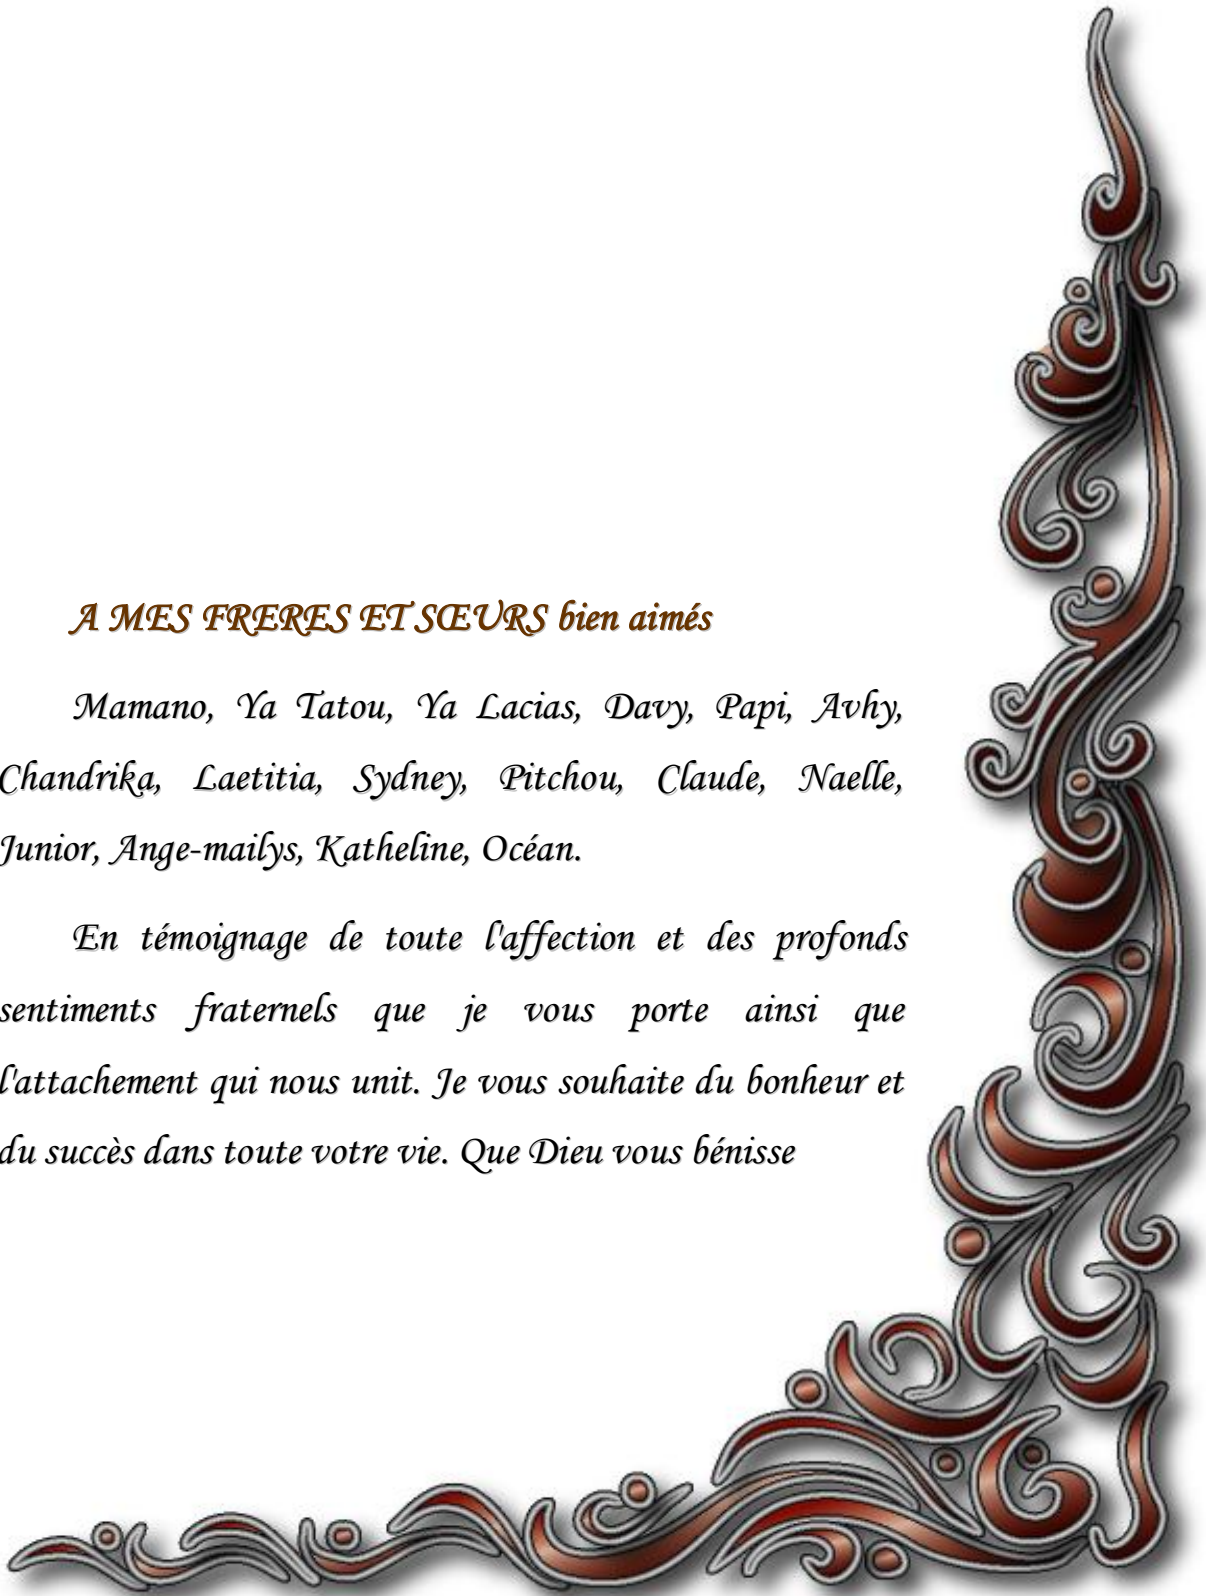 A MES FRERES ET SŒURS bien aimés
Mamano, Ya Tatou, Ya Lacias, Davy, Papi, Avhy,
Chandrika, Laetitia, Sydney, Pitchou, Claude, Naelle,
Junior, Ange-mailys, Katheline, Océan.
En témoignage de toute l'affection et des profonds
sentiments fraternels que je vous porte ainsi que
l'attachement qui nous unit. Je vous souhaite du bonheur et
du succès dans toute votre vie. Que Dieu vous bénisse